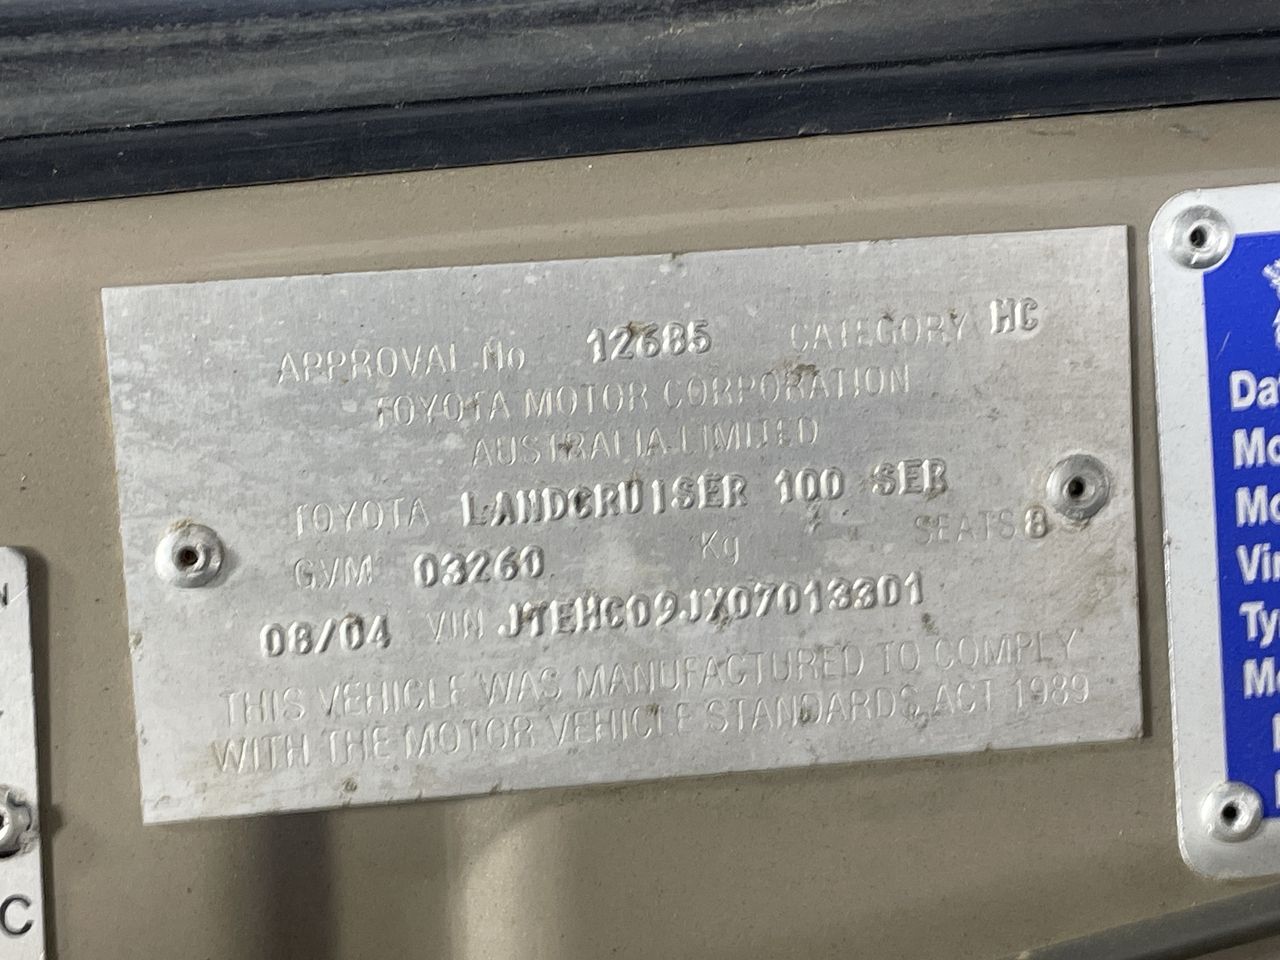 APPROVAL No 12685 CATEGORY HC
TOYOTA MOTOR CORPORATION
AUSTRALIA LIMITED
TOYOTA LANDCRUISER 100 SER
GVM 03260 Kg SEATS 8
08/04 VIN JTEHC09JX07013301
THIS VEHICLE WAS MANUFACTURED TO COMPLY
WITH THE MOTOR VEHICLE STANDARDS ACT 1989
C